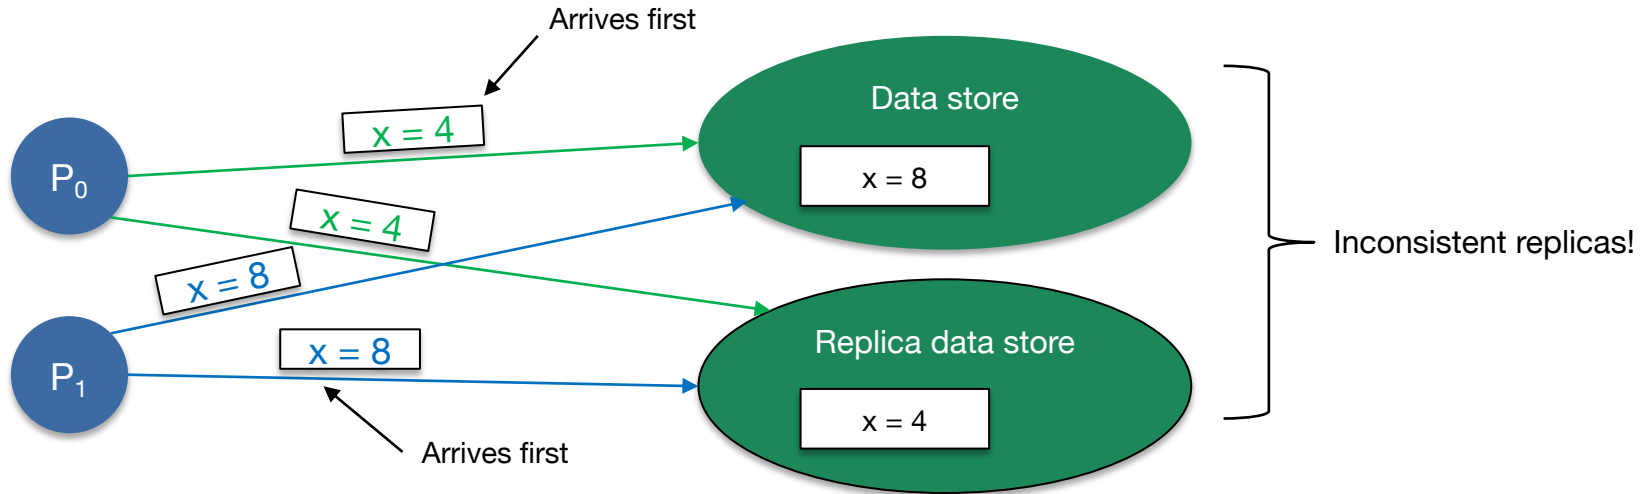 Arrives first
x = 4
Data store
P₀
x = 8
x = 4
Inconsistent replicas!
x = 8
Replica data store
x = 8
P₁
x = 4
Arrives first